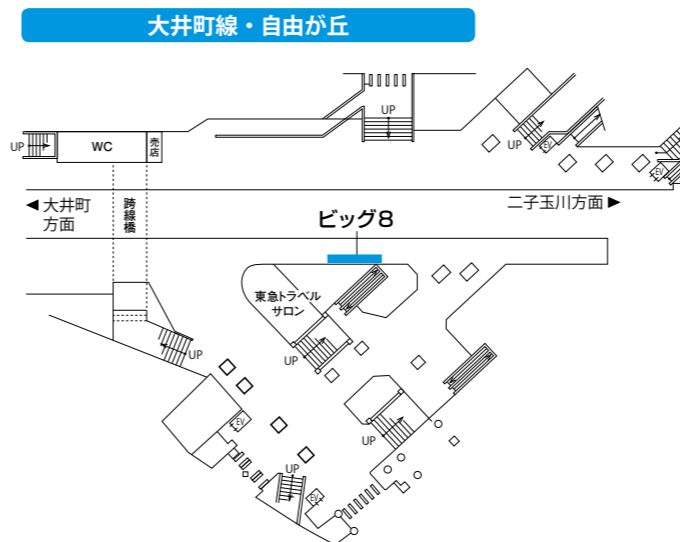 大井町線・自由が丘
UP
WC
売店
UP
UP
EV
EV
◀ 大井町
方面
跨線橋
二子玉川方面 ▶
ビッグ8
東急トラベル
サロン
UP
UP
EV
UP
UP
EV